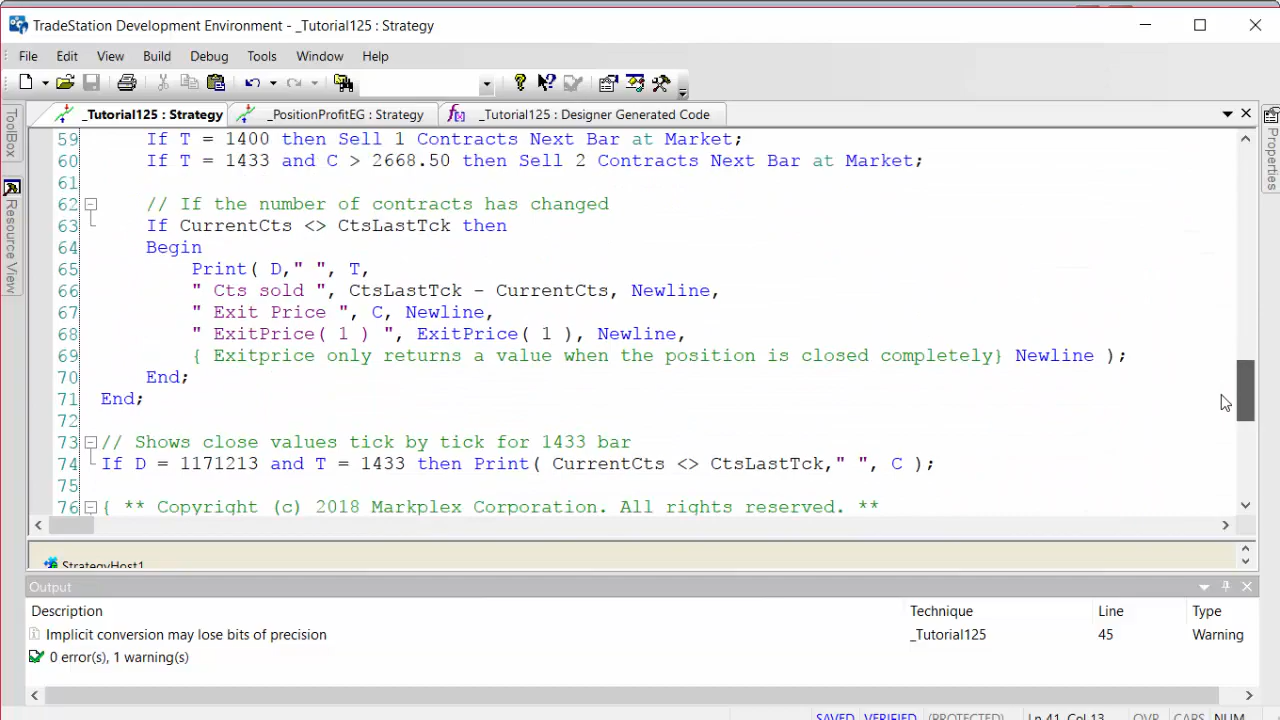 TradeStation Development Environment - _Tutorial125 : Strategy
File Edit View Build Debug Tools Window Help
_Tutorial125 : Strategy _PositionProfitEG : Strategy _Tutorial125 : Designer Generated Code
ToolBox
Resource View
Properties
59 If T = 1400 then Sell 1 Contracts Next Bar at Market;
60 If T = 1433 and C > 2668.50 then Sell 2 Contracts Next Bar at Market;
61
62 // If the number of contracts has changed
63 If CurrentCts <> CtsLastTck then
64 Begin
65 Print( D," ", T,
66 " Cts sold ", CtsLastTck - CurrentCts, Newline,
67 " Exit Price ", C, Newline,
68 " ExitPrice( 1 ) ", ExitPrice( 1 ), Newline,
69 { Exitprice only returns a value when the position is closed completely} Newline );
70 End;
71 End;
72
73 // Shows close values tick by tick for 1433 bar
74 If D = 1171213 and T = 1433 then Print( CurrentCts <> CtsLastTck," ", C );
75
76 { ** Copyright (c) 2018 Markplex Corporation. All rights reserved. **
StrategyHost1
Output
Description Technique Line Type
Implicit conversion may lose bits of precision _Tutorial125 45 Warning
0 error(s), 1 warning(s)
SAVED VERIFIED (PROTECTED) Ln 41, Col 13 OVR CAPS NUM